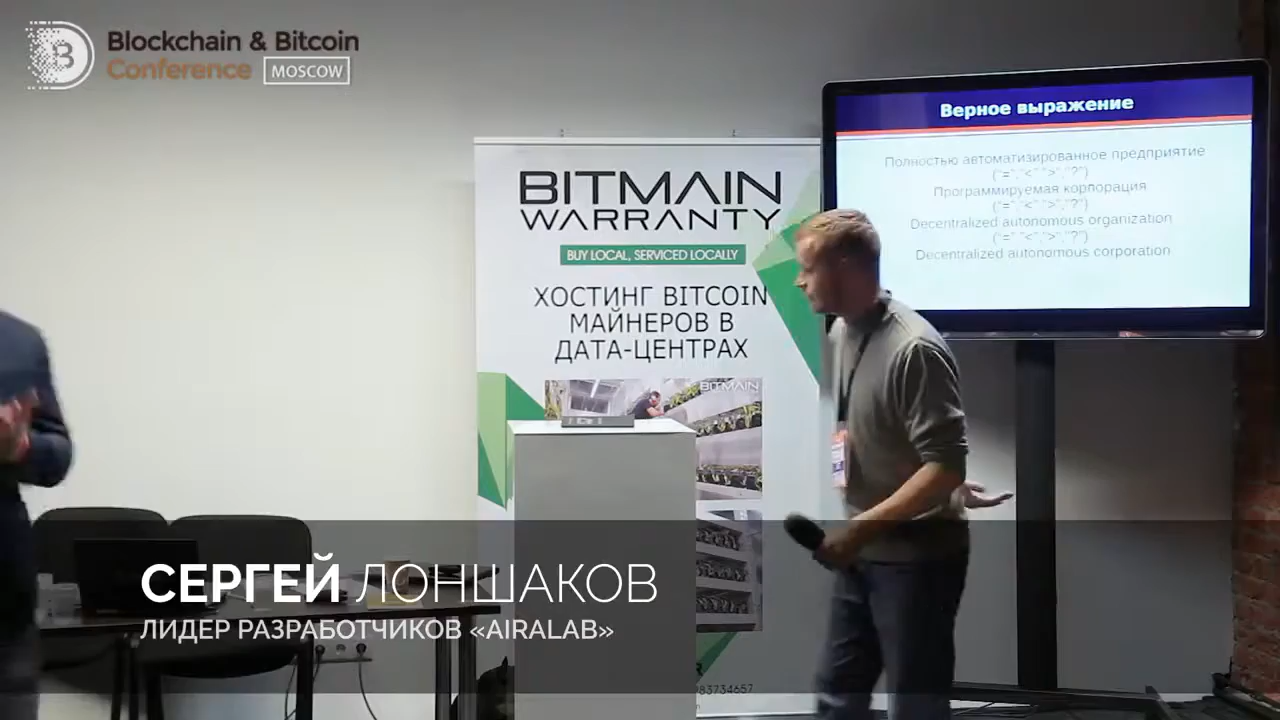 Blockchain & Bitcoin
Conference MOSCOW
Верное выражение
Полностью автоматизированное предприятие
("=","<",">","?")
Программируемая корпорация
("=","<",">","?")
Decentralized autonomous organization
("=","<",">","?")
Decentralized autonomous corporation
BITMAIN
WARRANTY
BUY LOCAL, SERVICED LOCALLY
ХОСТИНГ BITCOIN
МАЙНЕРОВ В
ДАТА-ЦЕНТРАХ
BITMAIN
СЕРГЕЙ ЛОНШАКОВ
ЛИДЕР РАЗРАБОТЧИКОВ «AIRALAB»
83734657